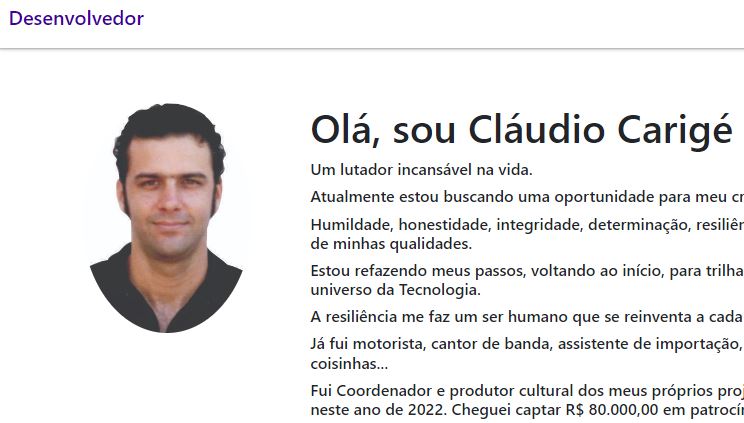 Desenvolvedor
Olá, sou Cláudio Carigé
Um lutador incansável na vida.
Atualmente estou buscando uma oportunidade para meu cr
Humildade, honestidade, integridade, determinação, resiliên
de minhas qualidades.
Estou refazendo meus passos, voltando ao início, para trilha
universo da Tecnologia.
A resiliência me faz um ser humano que se reinventa a cada
Já fui motorista, cantor de banda, assistente de importação,
coisinhas...
Fui Coordenador e produtor cultural dos meus próprios proj
neste ano de 2022. Cheguei captar R$ 80.000,00 em patrocín